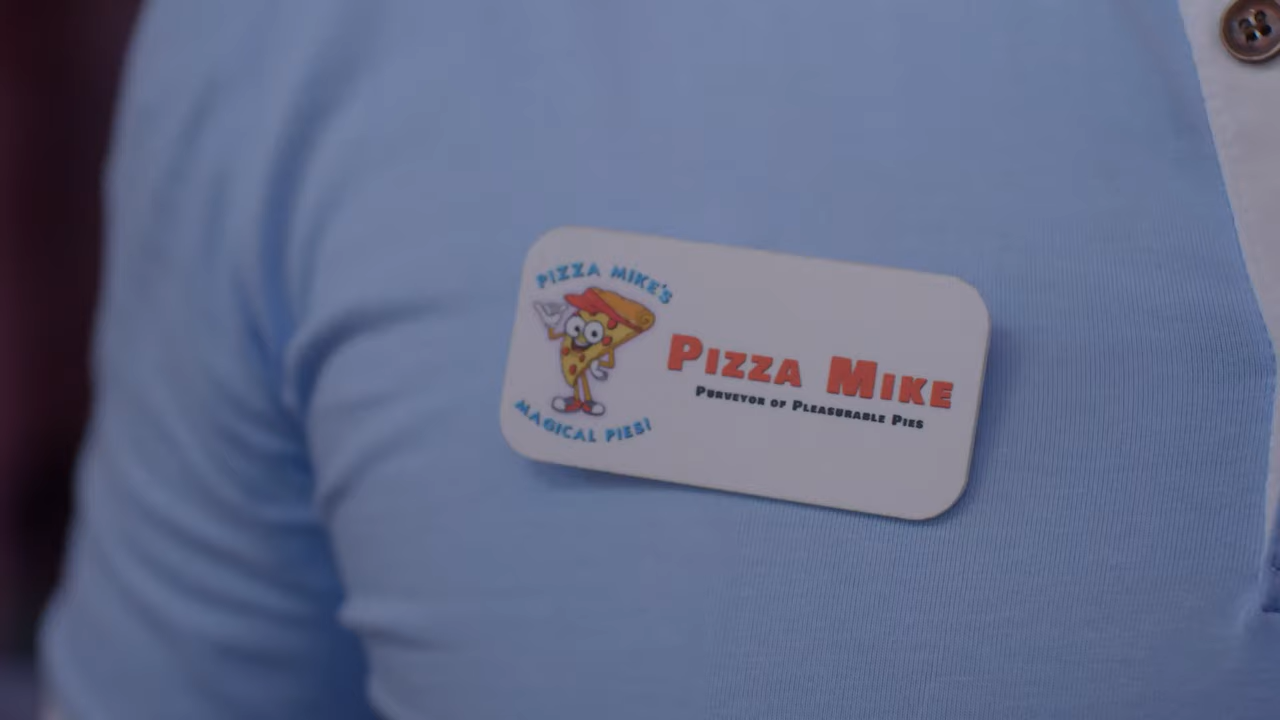 PIZZA MIKE'S
MAGICAL PIES!
PIZZA MIKE
PURVEYOR OF PLEASURABLE PIES